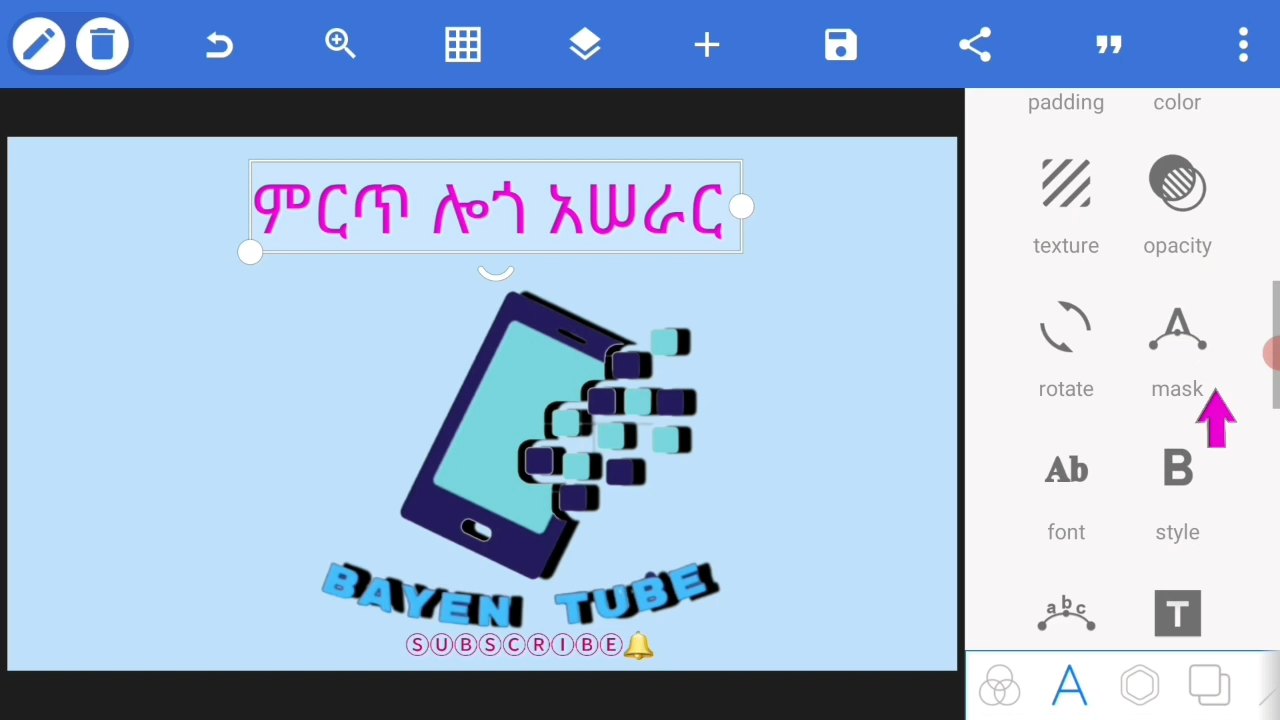 padding color
ምርጥ ሎጎ አሠራር
texture opacity
rotate mask
Ab B
font style
abc T
BAYEN TUBE
ⓈⓊⒷⓈⒸⓇⒾⒷⒺ🔔
A